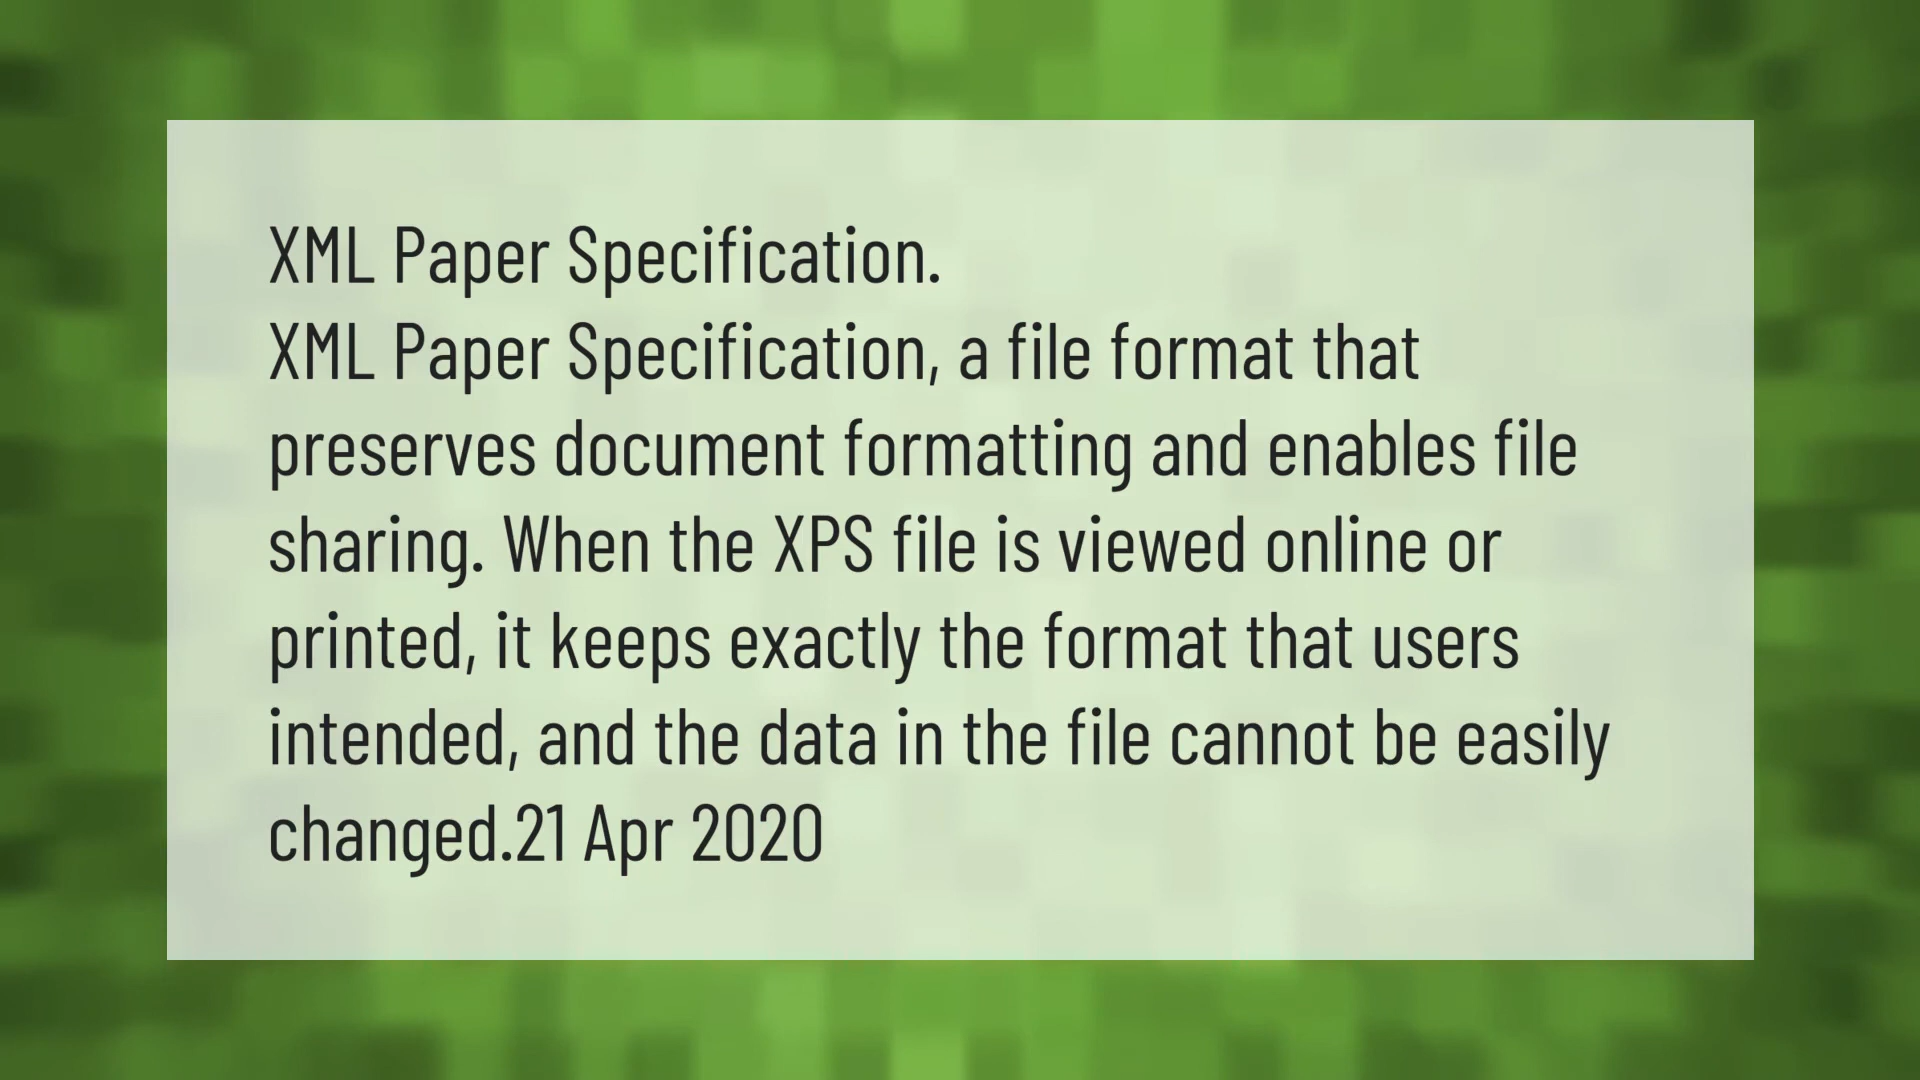 XML Paper Specification.
XML Paper Specification, a file format that
preserves document formatting and enables file
sharing. When the XPS file is viewed online or
printed, it keeps exactly the format that users
intended, and the data in the file cannot be easily
changed.21 Apr 2020